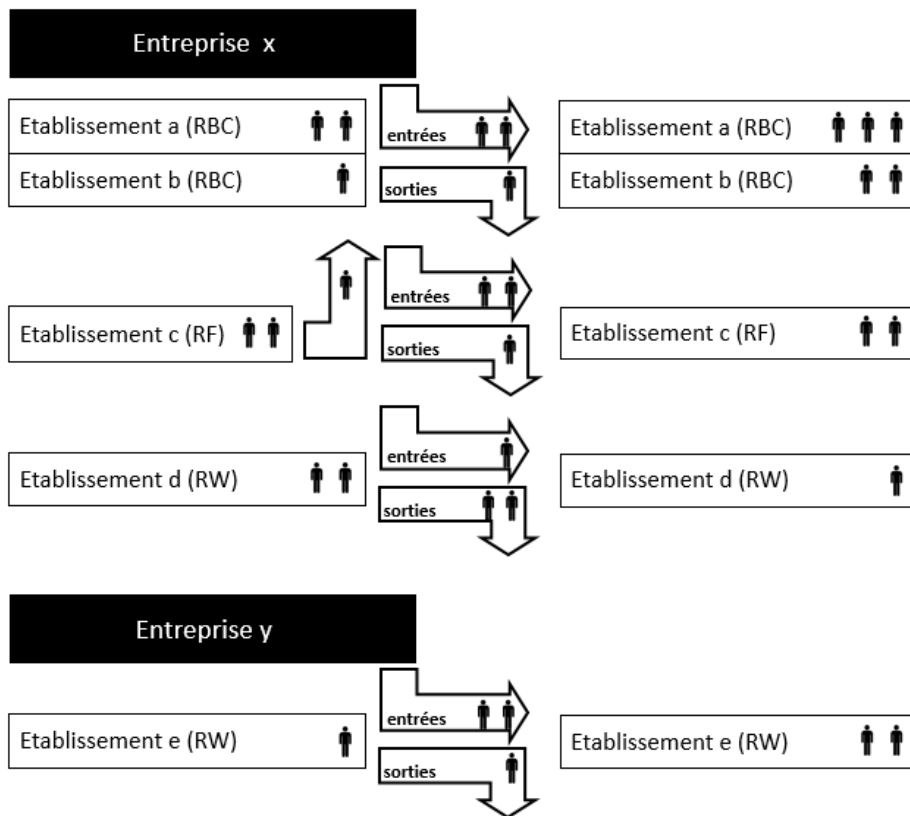 Entreprise x
Etablissement a (RBC)
entrées
Etablissement a (RBC)
Etablissement b (RBC)
sorties
Etablissement b (RBC)
entrées
Etablissement c (RF)
sorties
Etablissement c (RF)
entrées
Etablissement d (RW)
sorties
Etablissement d (RW)
Entreprise y
entrées
Etablissement e (RW)
sorties
Etablissement e (RW)